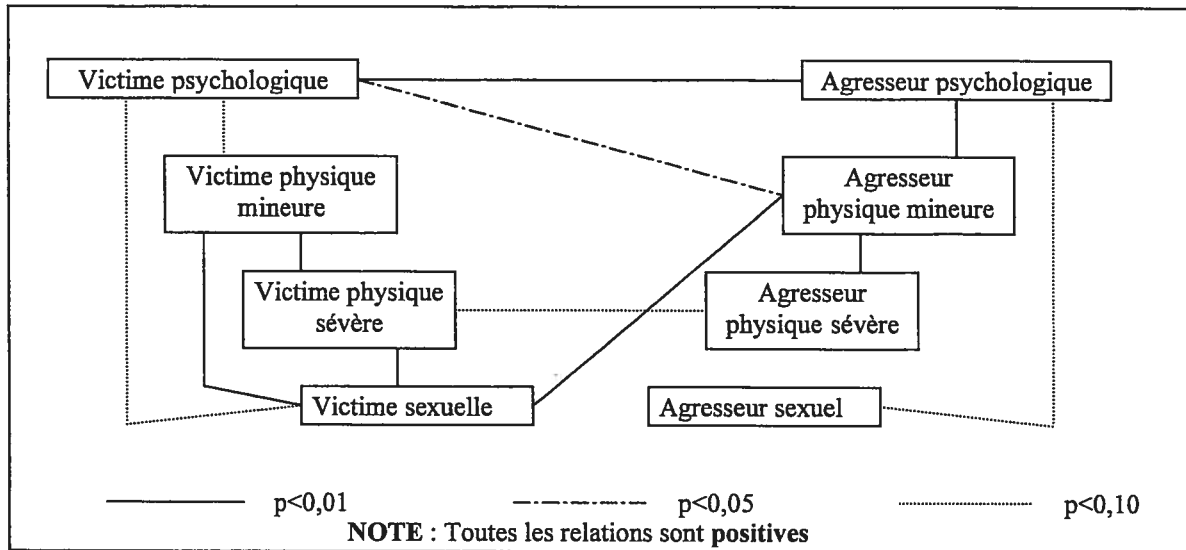 Victime psychologique
Agresseur psychologique
Victime physique
mineure
Agresseur
physique mineure
Victime physique
sévère
Agresseur
physique sévère
Victime sexuelle
Agresseur sexuel
p<0,01
p<0,05
p<0,10
NOTE : Toutes les relations sont positives